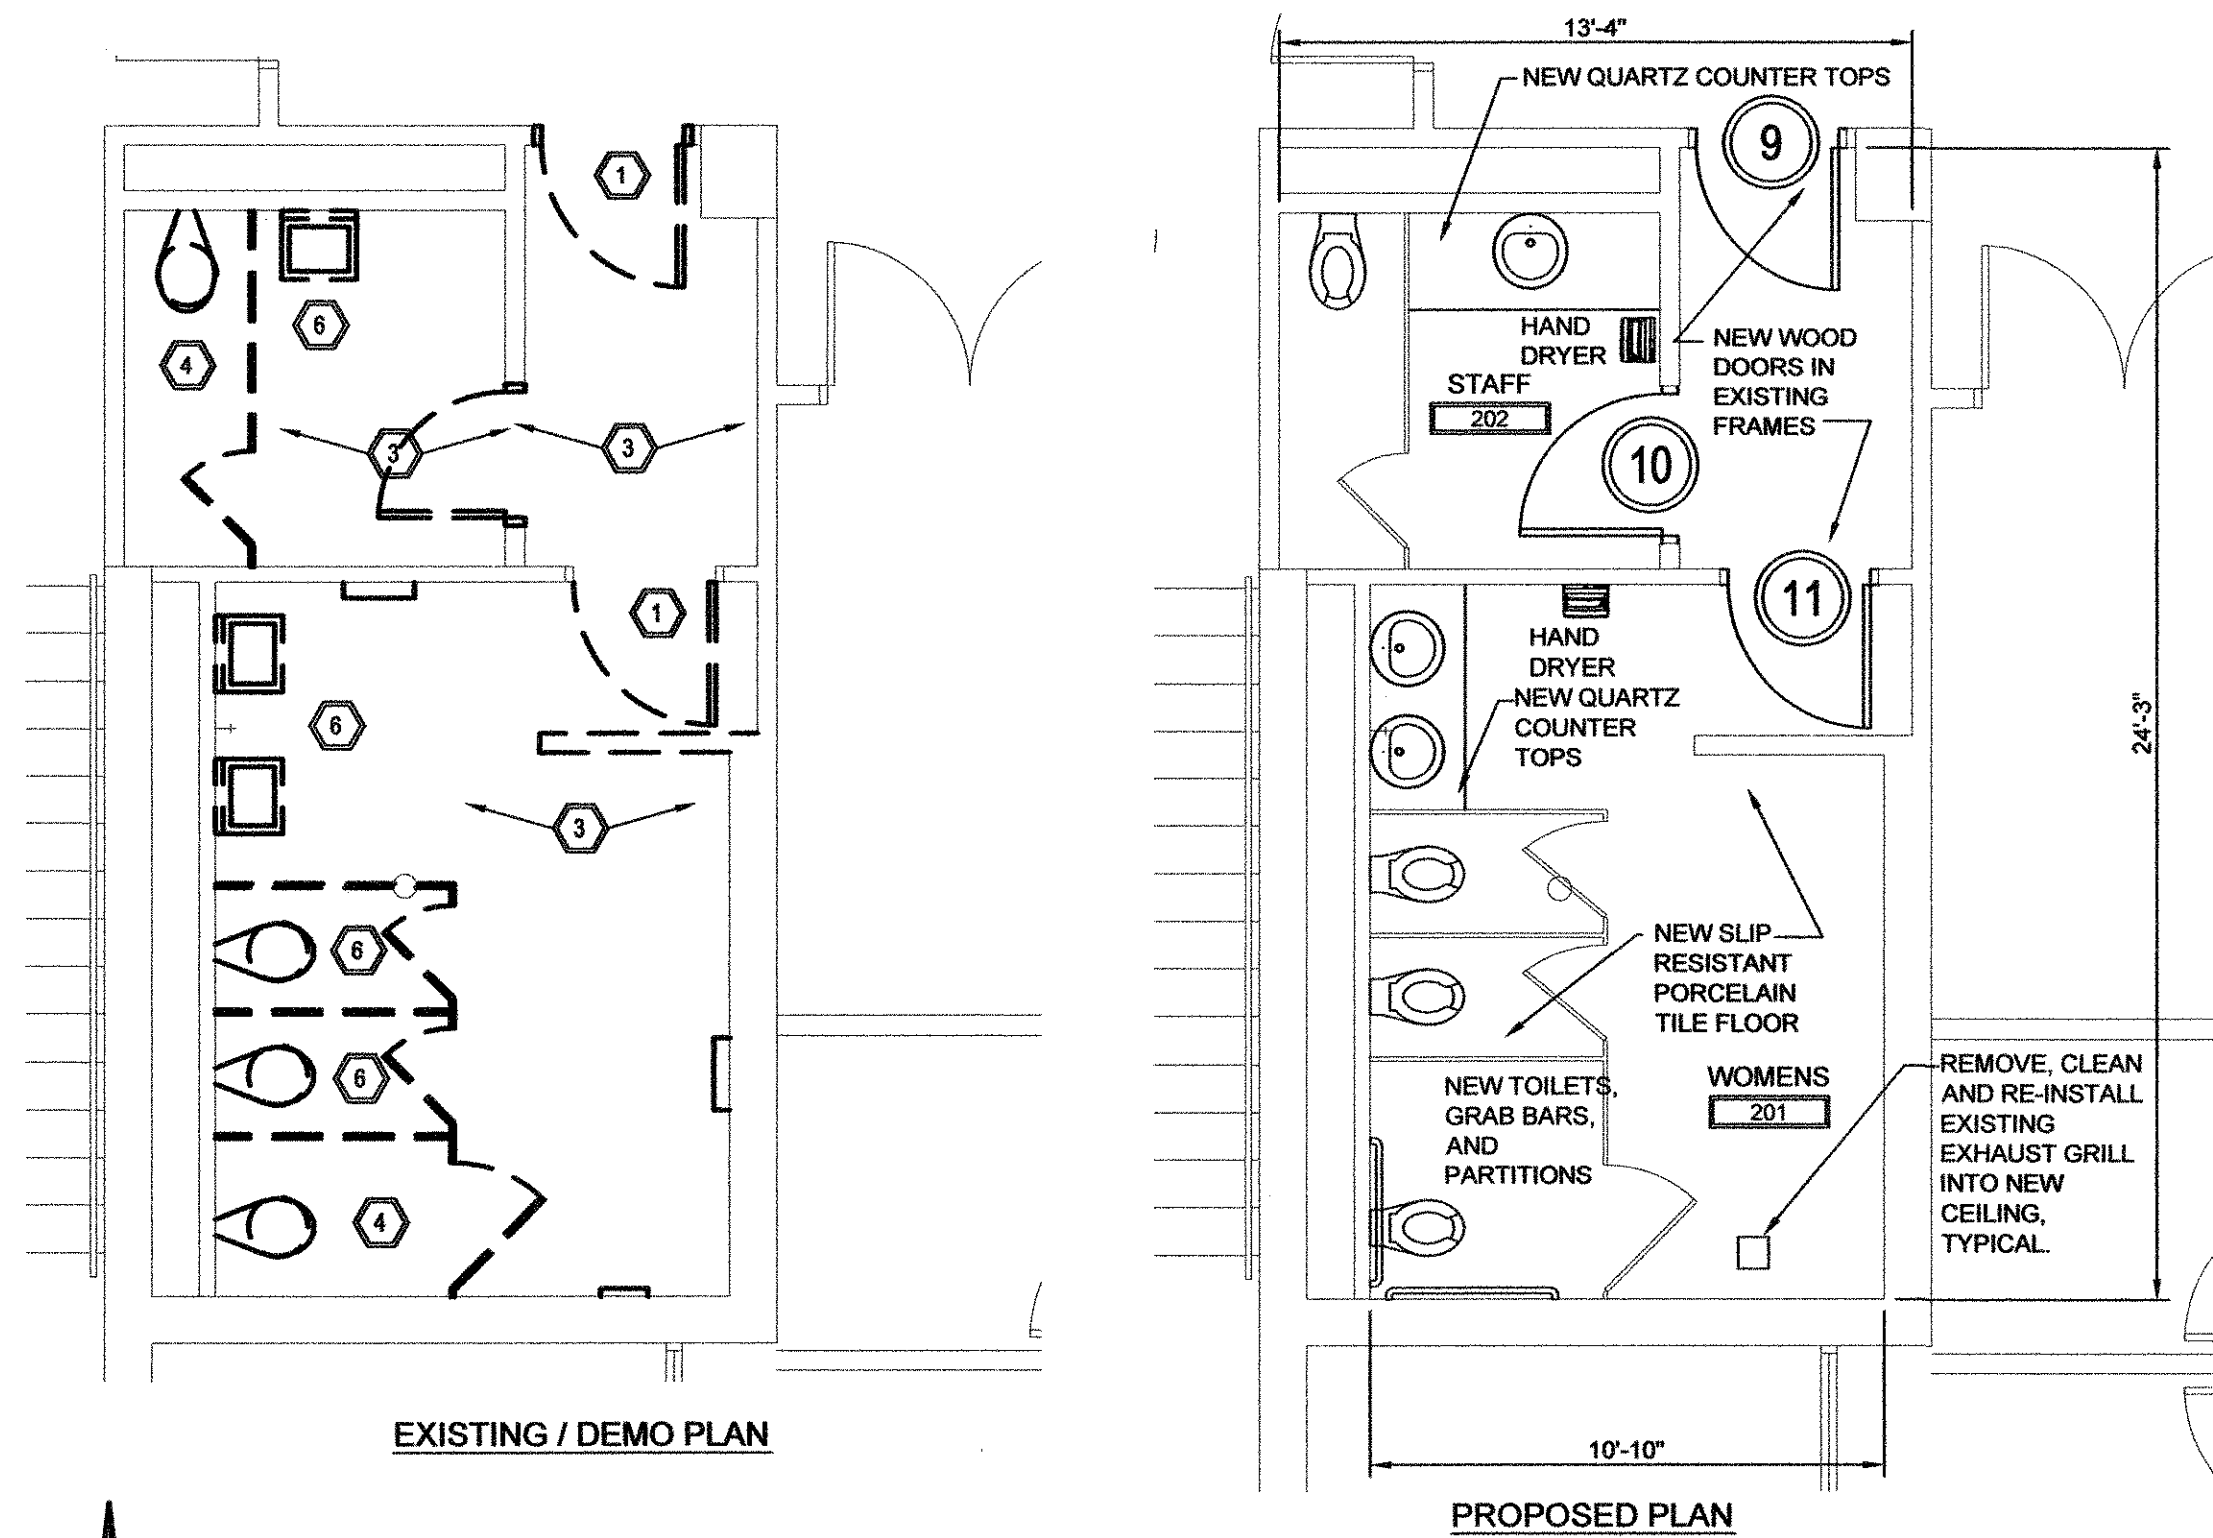 1
6
4
3
3
1
6
3
6
6
4
EXISTING / DEMO PLAN
13'-4"
NEW QUARTZ COUNTER TOPS
9
HAND
DRYER
NEW WOOD
DOORS IN
EXISTING
FRAMES
STAFF
202
10
11
HAND
DRYER
NEW QUARTZ
COUNTER
TOPS
24'-3"
NEW SLIP
RESISTANT
PORCELAIN
TILE FLOOR
NEW TOILETS,
GRAB BARS,
AND
PARTITIONS
WOMENS
201
REMOVE, CLEAN
AND RE-INSTALL
EXISTING
EXHAUST GRILL
INTO NEW
CEILING,
TYPICAL.
10'-10"
PROPOSED PLAN